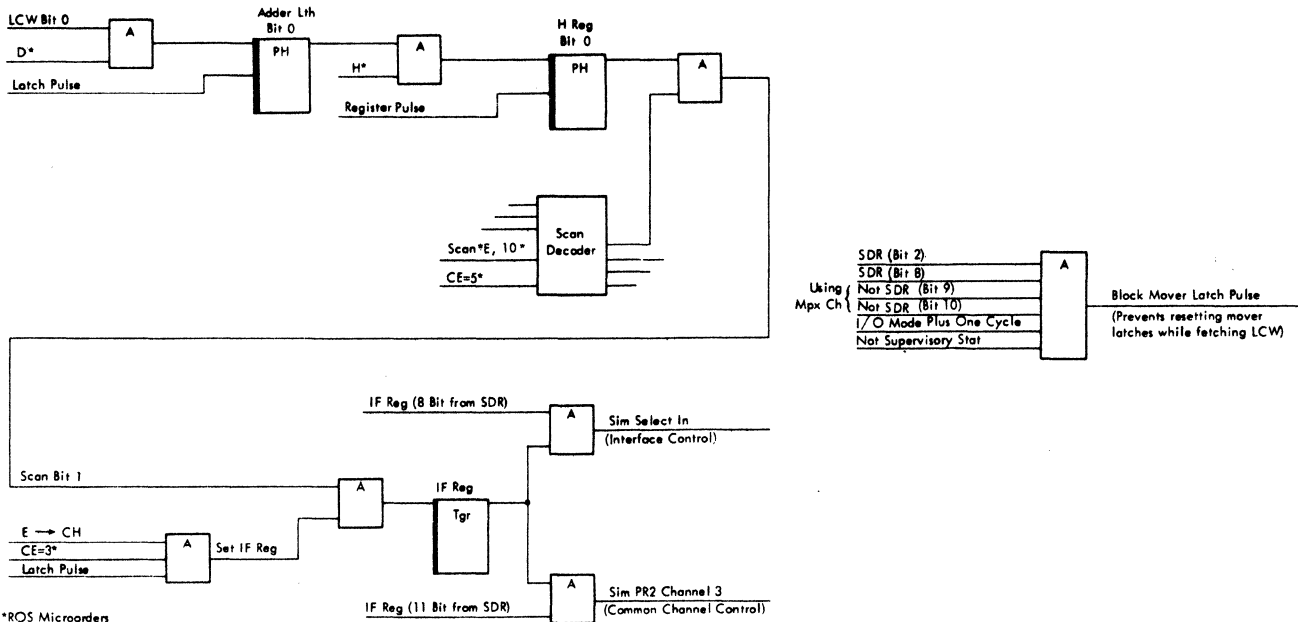 LCW Bit 0
A
D*
Latch Pulse
Adder Lth
Bit 0
PH
A
H*
Register Pulse
H Reg
Bit 0
PH
A
Scan*E, 10*
CE=5*
Scan
Decoder
SDR (Bit 2)
SDR (Bit 8)
Using
Mpx Ch
Not SDR (Bit 9)
Not SDR (Bit 10)
I/O Mode Plus One Cycle
Not Supervisory Stat
A
Block Mover Latch Pulse
(Prevents resetting mover
latches while fetching LCW)
IF Reg (8 Bit from SDR)
A
Sim Select In
(Interface Control)
Scan Bit 1
A
IF Reg
Tgr
E → CH
CE=3*
Latch Pulse
A
Set IF Reg
A
Sim PR2 Channel 3
(Common Channel Control)
IF Reg (11 Bit from SDR)
*ROS Microorders